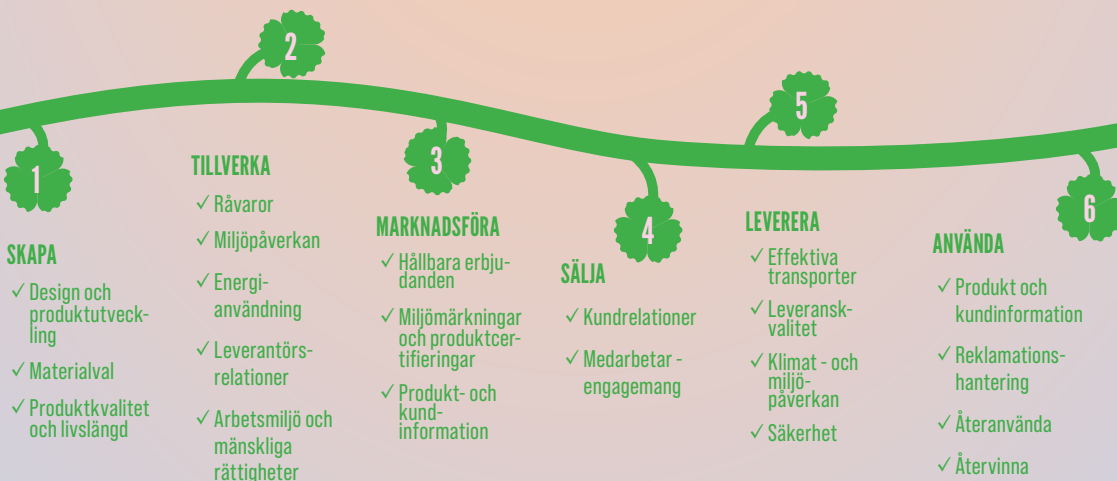 1
SKAPA
✓ Design och
produktutveck-
ling
✓ Materialval
✓ Produktkvalitet
och livslängd
2
TILLVERKA
✓ Råvaror
✓ Miljöpåverkan
✓ Energi-
användning
✓ Leverantörs-
relationer
✓ Arbetsmiljö och
mänskliga
rättigheter
3
MARKNADSFÖRA
✓ Hållbara erbju-
danden
✓ Miljömärkningar
och produktcer-
tifieringar
✓ Produkt- och
kund-
information
4
SÄLJA
✓ Kundrelationer
✓ Medarbetar -
engagemang
5
LEVERERA
✓ Effektiva
transporter
✓ Leveransk-
valitet
✓ Klimat - och
miljö-
påverkan
✓ Säkerhet
6
ANVÄNDA
✓ Produkt och
kundinformation
✓ Reklamations-
hantering
✓ Återanvända
✓ Återvinna